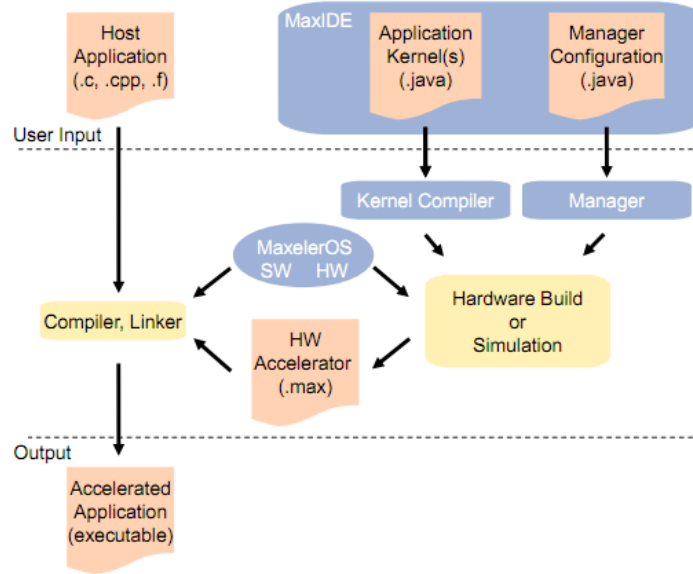 Host
Application
(.c, .cpp, .f)
MaxIDE
Application
Kernel(s)
(.java)
Manager
Configuration
(.java)
User Input
Kernel Compiler
Manager
MaxelerOS
SW HW
Compiler, Linker
HW
Accelerator
(.max)
Hardware Build
or
Simulation
Output
Accelerated
Application
(executable)